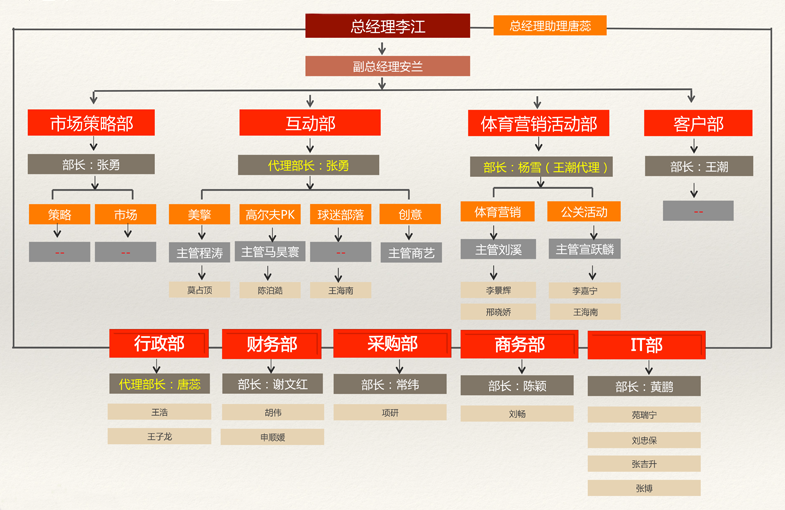 总经理李江
总经理助理唐蕊
副总经理安兰
市场策略部
互动部
体育营销活动部
客户部
部长：张勇
代理部长：张勇
部长：杨雪（王潮代理）
部长：王潮
策略
市场
美擎
高尔夫PK
球迷部落
创意
体育营销
公关活动
--
--
--
主管程涛
主管马昊寰
--
主管商艺
主管刘溪
主管宣跃麟
莫占顶
陈泊澔
王海南
李景辉
李嘉宁
邢晓娇
王海南
行政部
财务部
采购部
商务部
IT部
代理部长：唐蕊
部长：谢文红
部长：常纬
部长：陈颖
部长：黄鹏
王浩
胡伟
项研
刘畅
苑瑞宁
王子龙
申顺媛
刘忠保
张吉升
张博